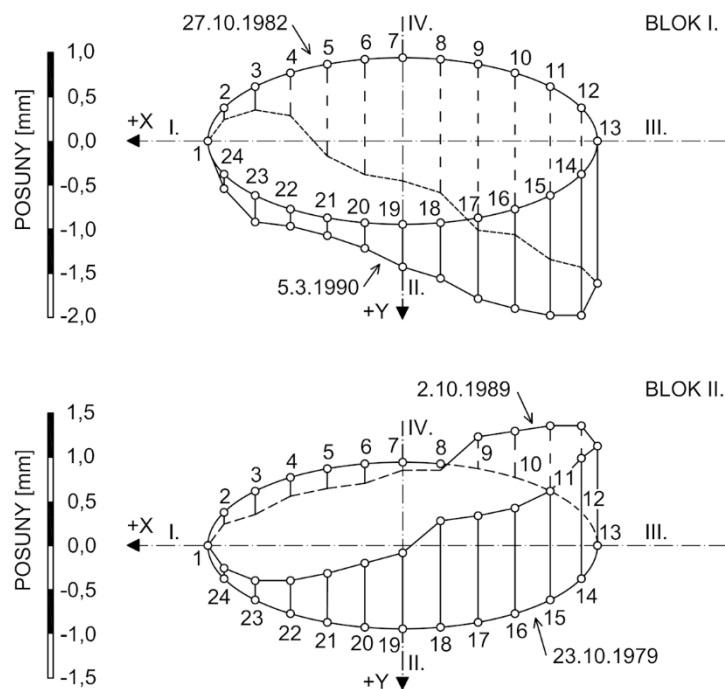 27.10.1982 IV. BLOK I.
POSUNY [mm]
1,0
0,5
0,0
-0,5
-1,0
-1,5
-2,0
+X I. III.
1 2 3 4 5 6 7 8 9 10 11 12 13
24 23 22 21 20 19 18 17 16 15 14
5.3.1990 II.
+Y
2.10.1989 BLOK II.
IV.
POSUNY [mm]
1,5
1,0
0,5
0,0
-0,5
-1,0
-1,5
+X I. III.
1 2 3 4 5 6 7 8 9 10 11 12 13
24 23 22 21 20 19 18 17 16 15 14
II. 23.10.1979
+Y